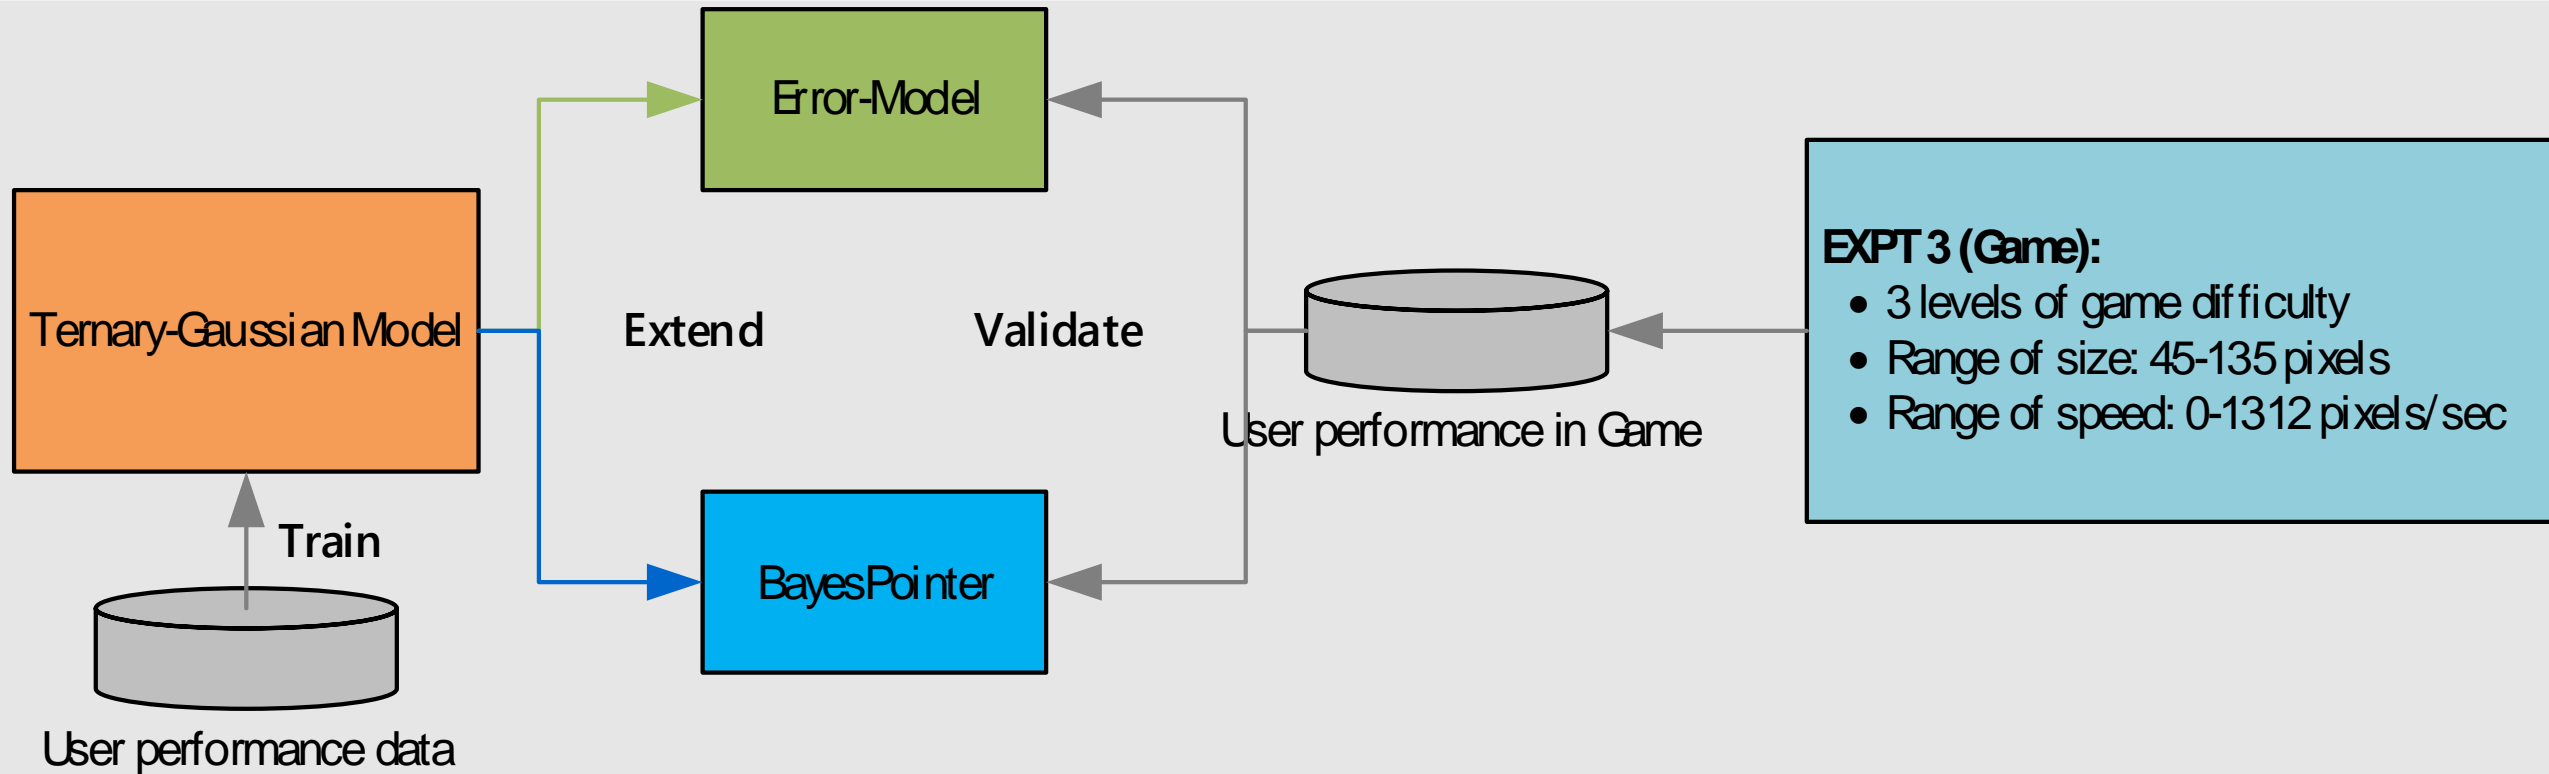 Error-Model
Ternary-Gaussian Model
Extend
Validate
EXPT 3 (Game):
• 3 levels of game difficulty
• Range of size: 45-135 pixels
• Range of speed: 0-1312 pixels/sec
User performance in Game
Train
BayesPointer
User performance data